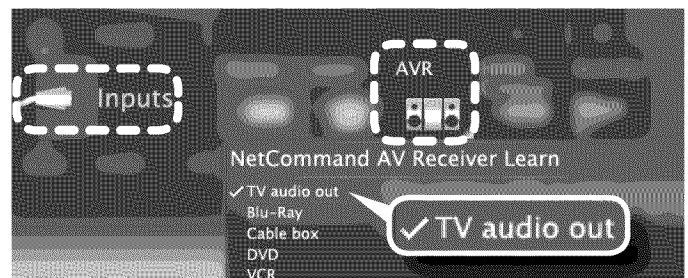 Inputs
AVR
NetCommand AV Receiver Learn
✓ TV audio out
Blu-Ray
Cable box
DVD
VCR
✓ TV audio out